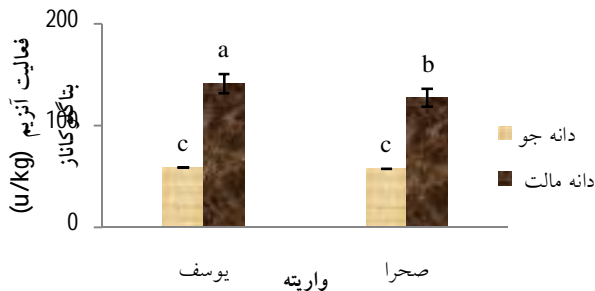 فعالیت آنزیم
بتاگلوکاناز
(u/kg)
200
100
0
a
b
c
c
یوسف
صحرا
واریته
دانه جو
دانه مالت